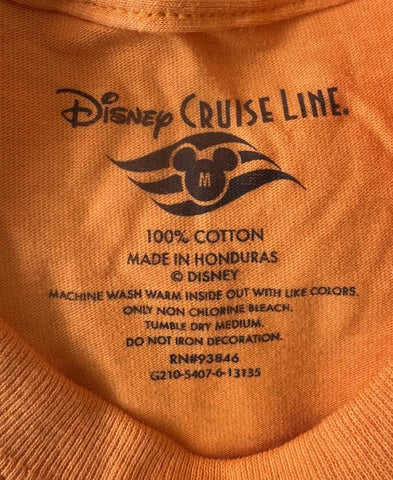 Disney Cruise Line.
M
100% COTTON
MADE IN HONDURAS
© DISNEY
MACHINE WASH WARM INSIDE OUT WITH LIKE COLORS.
ONLY NON CHLORINE BLEACH.
TUMBLE DRY MEDIUM.
DO NOT IRON DECORATION.
RN#93846
G210-5407-6-13135